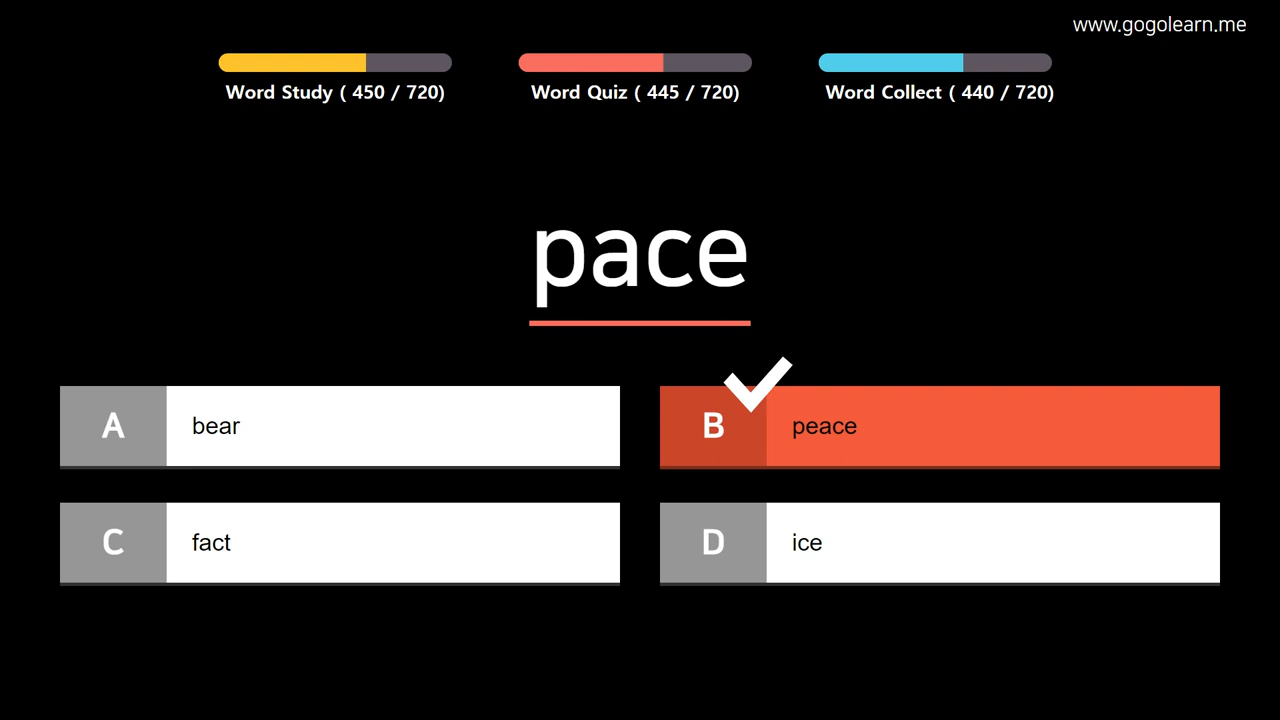 www.gogolearn.me
Word Study ( 450 / 720)
Word Quiz ( 445 / 720)
Word Collect ( 440 / 720)
pace
A bear
B peace
C fact
D ice